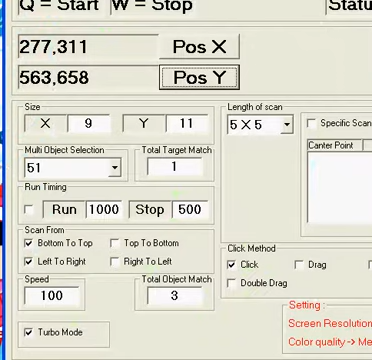 Q = Start W = Stop Statu
277,311 Pos X
563,658 Pos Y
Size
X 9 Y 11
Length of scan
5 X 5
Specific Scan
Canter Point
Multi Object Selection
51
Total Target Match
1
Run Timing
Run 1000 Stop 500
Scan From
Bottom To Top Top To Bottom
Left To Right Right To Left
Click Method
Click Drag
Double Drag
Speed
100
Total Object Match
3
Setting :
Screen Resolution
Color quality -> Me
Turbo Mode